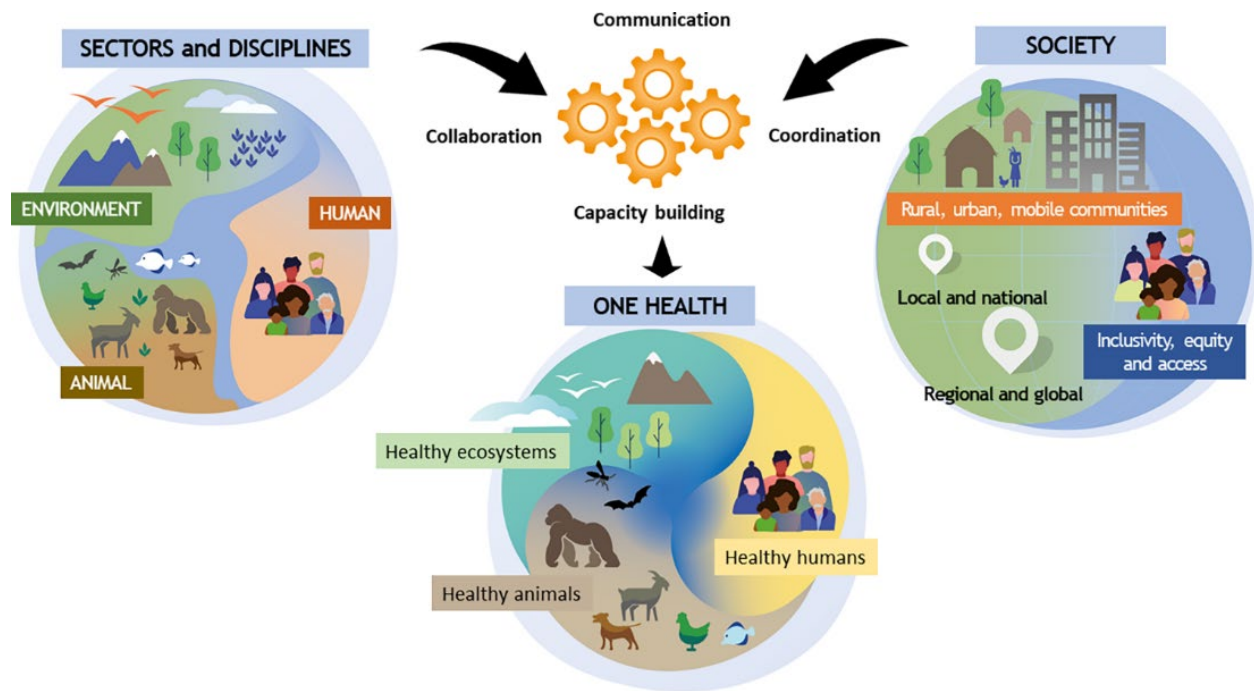 SECTORS and DISCIPLINES
ENVIRONMENT
HUMAN
ANIMAL
Communication
Collaboration
Coordination
Capacity building
SOCIETY
Rural, urban, mobile communities
Local and national
Inclusivity, equity
and access
Regional and global
ONE HEALTH
Healthy ecosystems
Healthy humans
Healthy animals